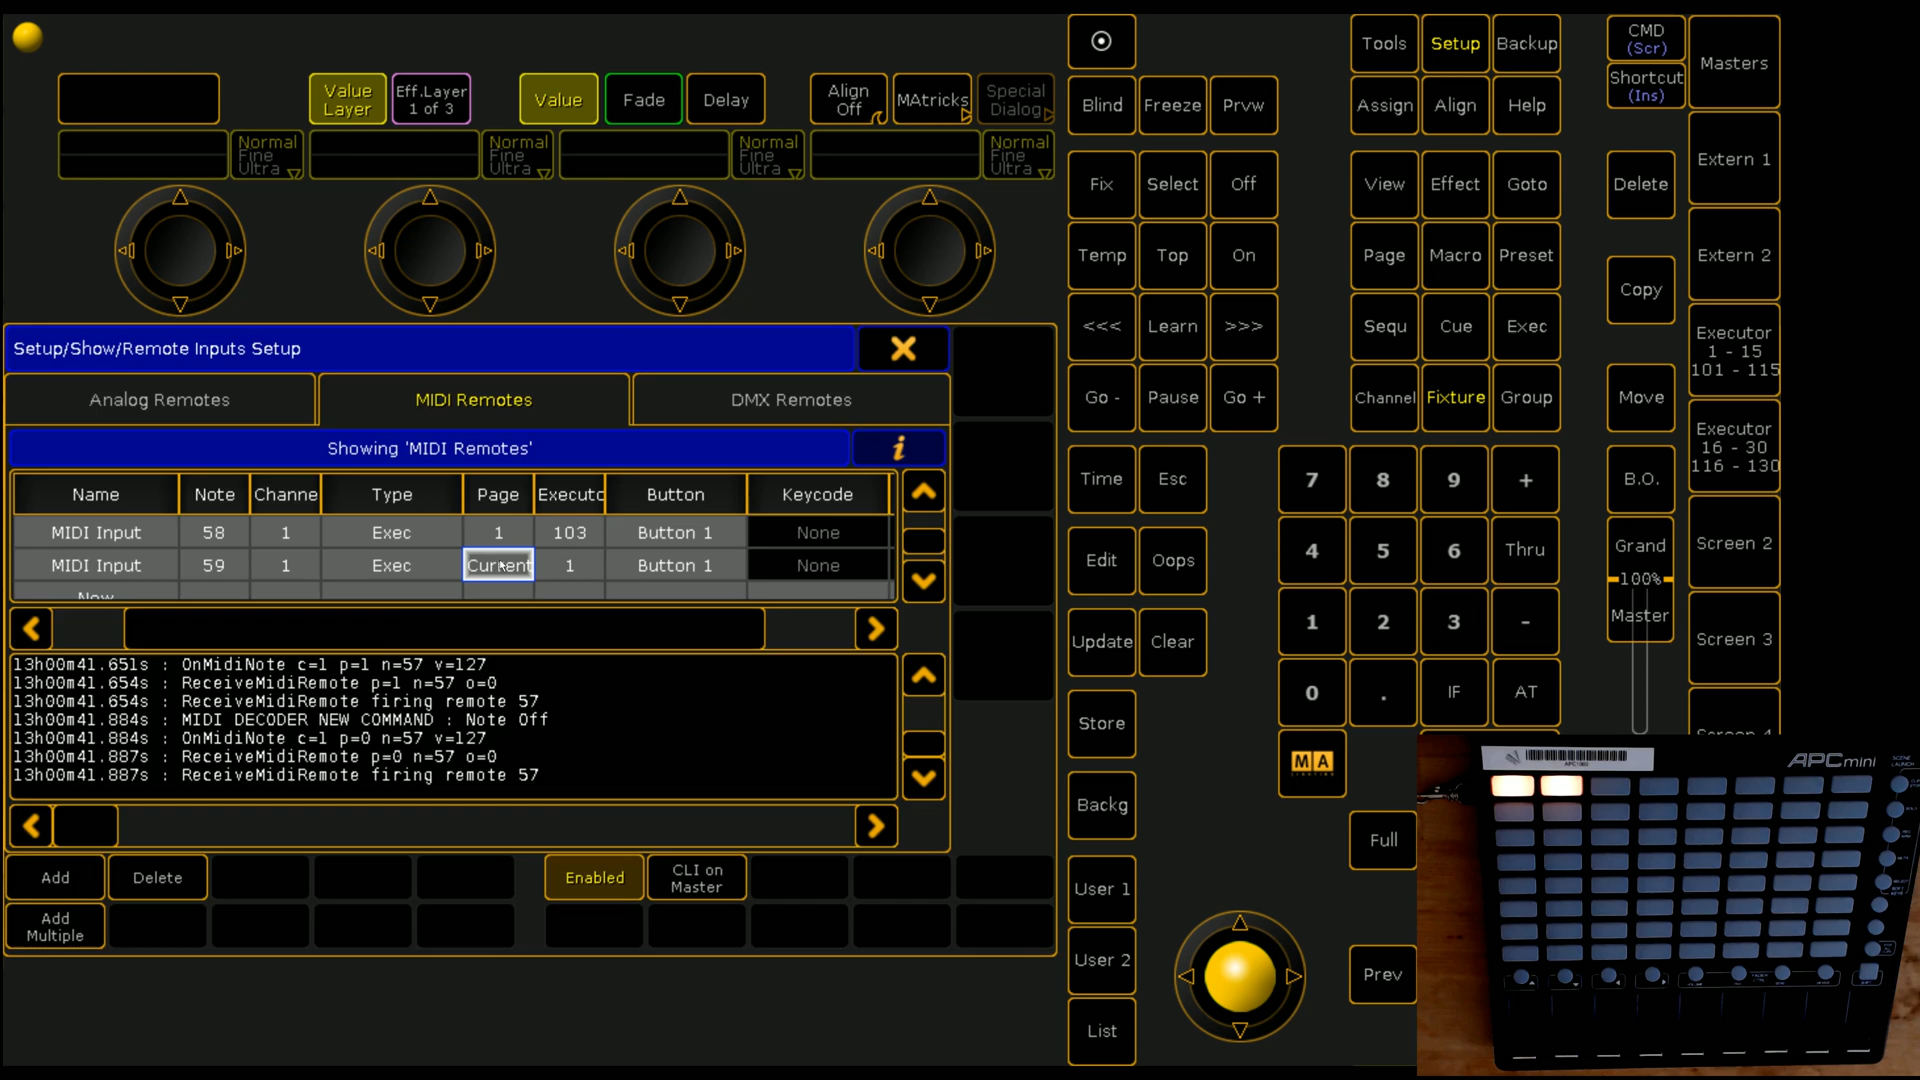 Value
Layer
Eff.Layer
1 of 3
Value
Fade
Delay
Align
Off
MAtricks
Special
Dialog
Normal
Fine
Ultra
Normal
Fine
Ultra
Normal
Fine
Ultra
Normal
Fine
Ultra
Setup/Show/Remote Inputs Setup
Analog Remotes
MIDI Remotes
DMX Remotes
Showing 'MIDI Remotes'
i
Name Note Channe Type Page Executo Button Keycode
MIDI Input 58 1 Exec 1 103 Button 1 None
MIDI Input 59 1 Exec Current 1 Button 1 None
New
13h00m41.651s : OnMidiNote c=1 p=1 n=57 v=127
13h00m41.654s : ReceiveMidiRemote p=1 n=57 o=0
13h00m41.654s : ReceiveMidiRemote firing remote 57
13h00m41.884s : MIDI DECODER NEW COMMAND : Note Off
13h00m41.884s : OnMidiNote c=1 p=0 n=57 v=127
13h00m41.887s : ReceiveMidiRemote p=0 n=57 o=0
13h00m41.887s : ReceiveMidiRemote firing remote 57
Add
Delete
Enabled
CLI on
Master
Add
Multiple
Blind Freeze Prvw
Fix Select Off
Temp Top On
<<< Learn >>>
Go - Pause Go +
Time Esc
Edit Oops
Update Clear
Store
Backg
User 1
User 2
List
Tools Setup Backup
Assign Align Help
View Effect Goto
Page Macro Preset
Sequ Cue Exec
Channel Fixture Group
7 8 9 +
4 5 6 Thru
1 2 3 -
0 . IF AT
MA
LIGHTING
Full
Prev
CMD
(Scr)
Shortcut
(Ins)
Delete
Copy
Move
B.O.
Grand
100%
Master
Masters
Extern 1
Extern 2
Executor
1 - 15
101 - 115
Executor
16 - 30
116 - 130
Screen 2
Screen 3
Screen 4
APC mini